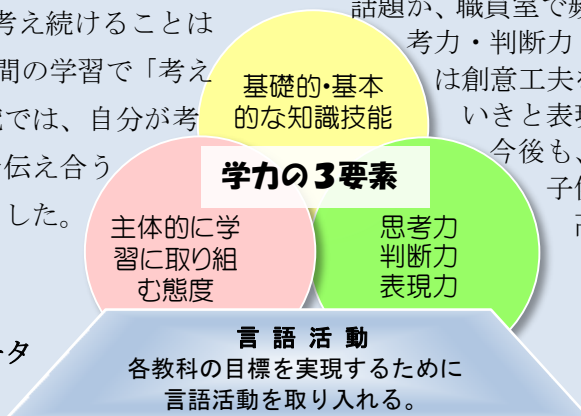 考え続けることは
間の学習で「考え
では、自分が考
伝え合う
した。
話題が、職員室で
考力・判断力
は創意工夫
いきと表現
今後も、
子
基礎的・基本
的な知識技能
学力の3要素
主体的に学
習に取り組
む態度
思考力
判断力
表現力
ータ
言語活動
各教科の目標を実現するために
言語活動を取り入れる。